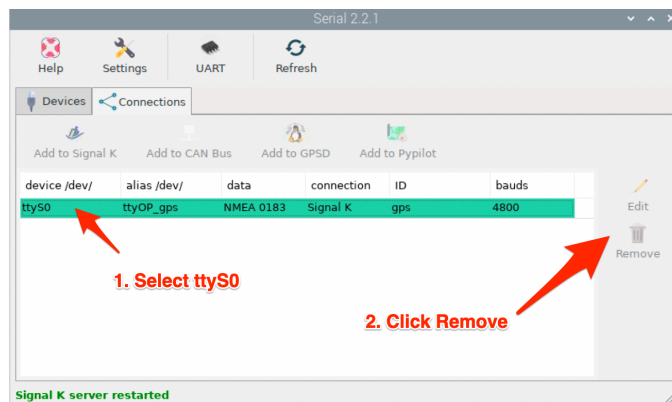 Serial 2.2.1
Help Settings UART Refresh
Devices Connections
Add to Signal K Add to CAN Bus Add to GPSD Add to Pypilot
device /dev/ alias /dev/ data connection ID bauds
ttyS0 ttyOP_gps NMEA 0183 Signal K gps 4800
Edit
Remove
1. Select ttyS0
2. Click Remove
Signal K server restarted